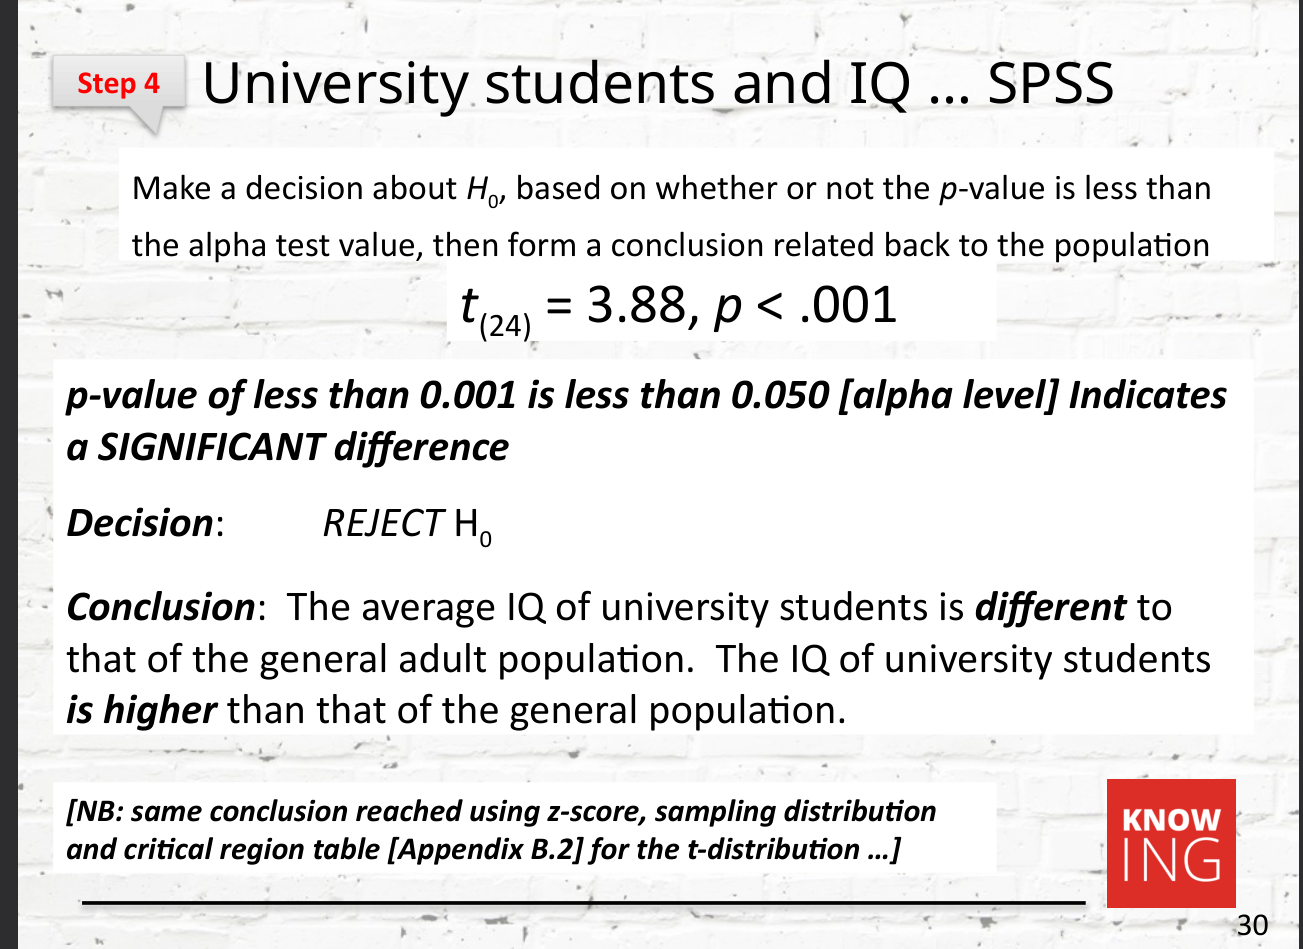 Step 4
University students and IQ … SPSS
Make a decision about H0, based on whether or not the p-value is less than
the alpha test value, then form a conclusion related back to the population
t(24) = 3.88, p < .001
p-value of less than 0.001 is less than 0.050 [alpha level] Indicates
a SIGNIFICANT difference
Decision: REJECT H0
Conclusion: The average IQ of university students is different to
that of the general adult population. The IQ of university students
is higher than that of the general population.
[NB: same conclusion reached using z-score, sampling distribution
and critical region table [Appendix B.2] for the t-distribution …]
KNOW
ING
30